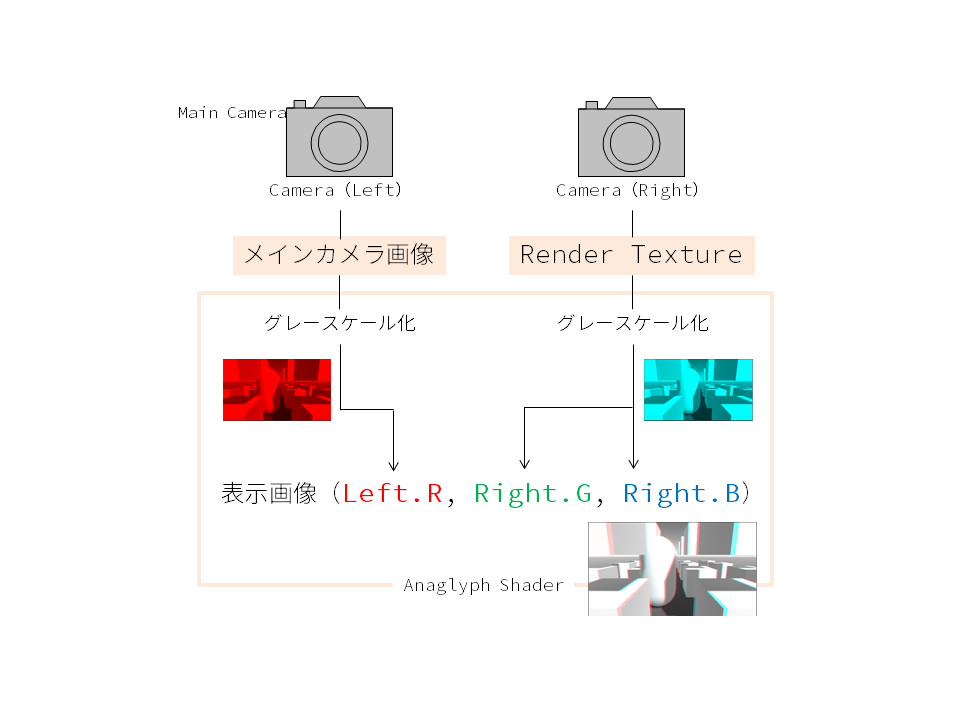 Main Camera
Camera（Left）
Camera（Right）
メインカメラ画像
Render Texture
グレースケール化
グレースケール化
表示画像（Left.R, Right.G, Right.B）
Anaglyph Shader